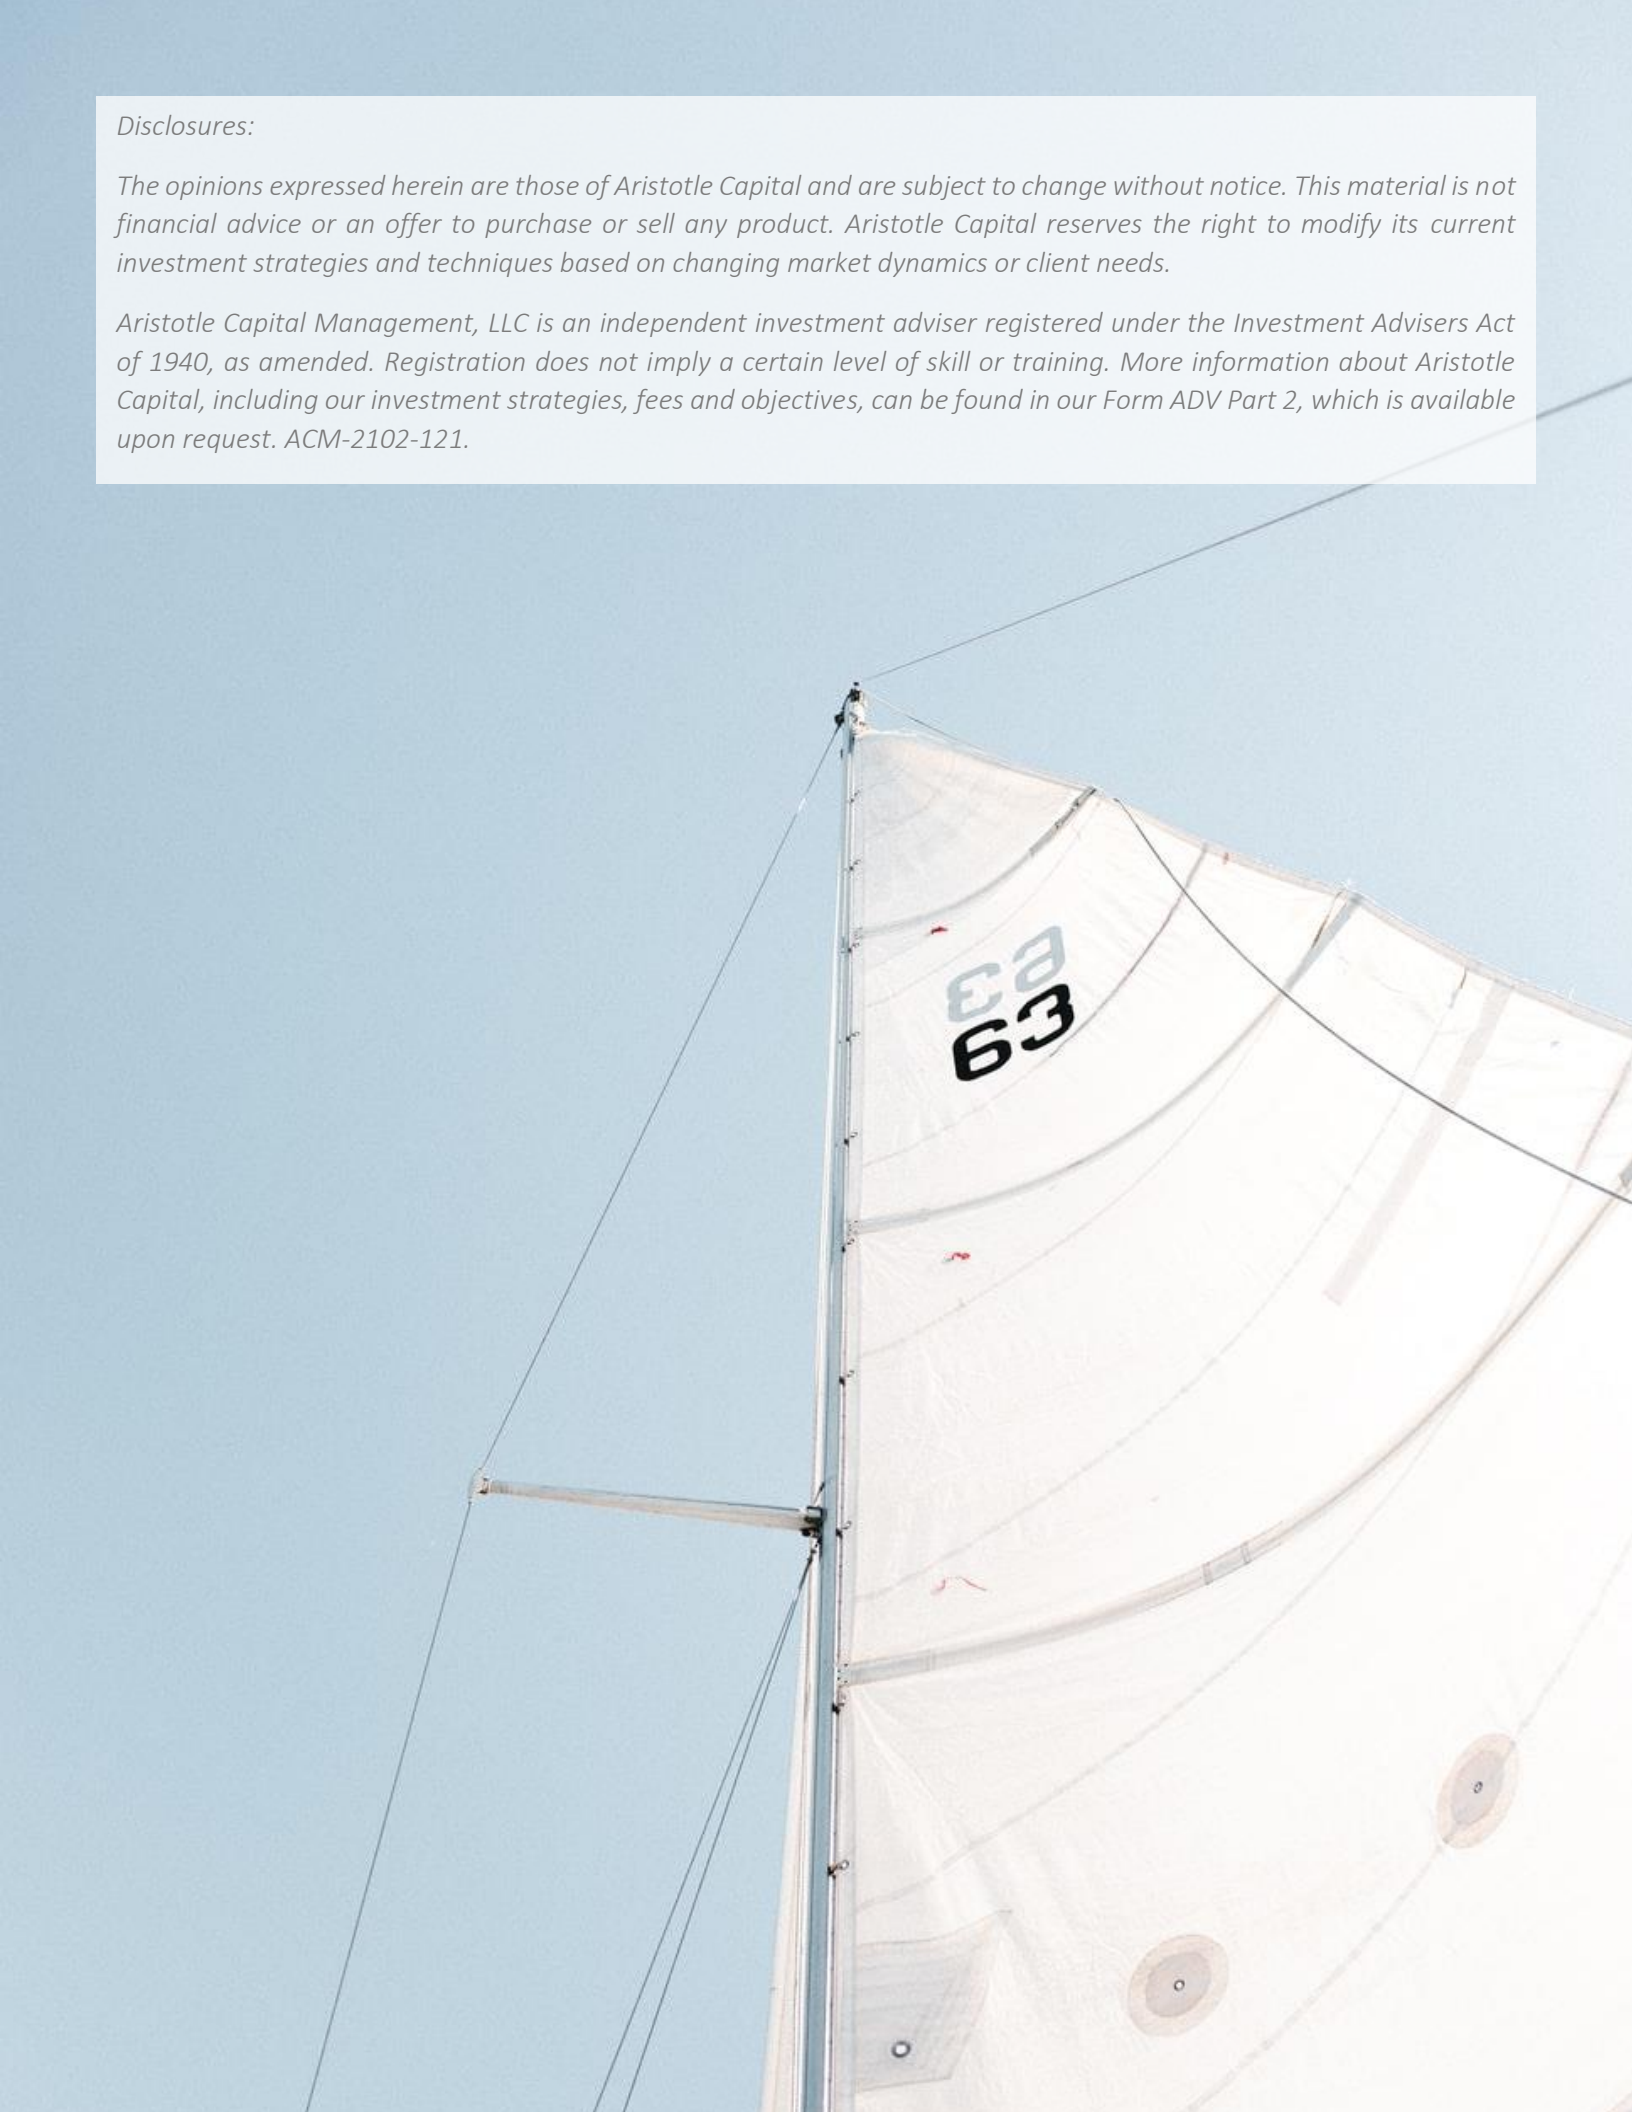 Disclosures:
The opinions expressed herein are those of Aristotle Capital and are subject to change without notice. This material is not
financial advice or an offer to purchase or sell any product. Aristotle Capital reserves the right to modify its current
investment strategies and techniques based on changing market dynamics or client needs.
Aristotle Capital Management, LLC is an independent investment adviser registered under the Investment Advisers Act
of 1940, as amended. Registration does not imply a certain level of skill or training. More information about Aristotle
Capital, including our investment strategies, fees and objectives, can be found in our Form ADV Part 2, which is available
upon request. ACM-2102-121.
63